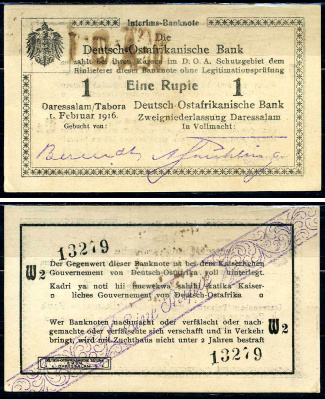 Interims-Banknote
Die
Deutsch-Ostafrikanische Bank
zahlt bei ihren Kassen im D. O. A. Schutzgebiet dem
Einlieferer dieser Banknote ohne Legitimationsprüfung
1 Eine Rupie 1
Daressalam/Tabora
1. Februar 1916.
Gebucht von:
Deutsch-Ostafrikanische Bank
Zweigniederlassung Daressalam
In Vollmacht:
13279
Der Gegenwert dieser Banknote ist bei dem Kaiserlichen
Gouvernement von Deutsch-Ostafrika voll hinterlegt.
W2
Kadri ya noti hii imewekwa sahihi katika Kaiser-
liches Gouvernement von Deutsch-Ostafrika
Eine Rupie
Wer Banknoten nachmacht oder verfälscht oder nach-
gemachte oder verfälschte sich verschafft und in Verkehr
bringt, wird mit Zuchthaus nicht unter 2 Jahren bestraft
W2
13279